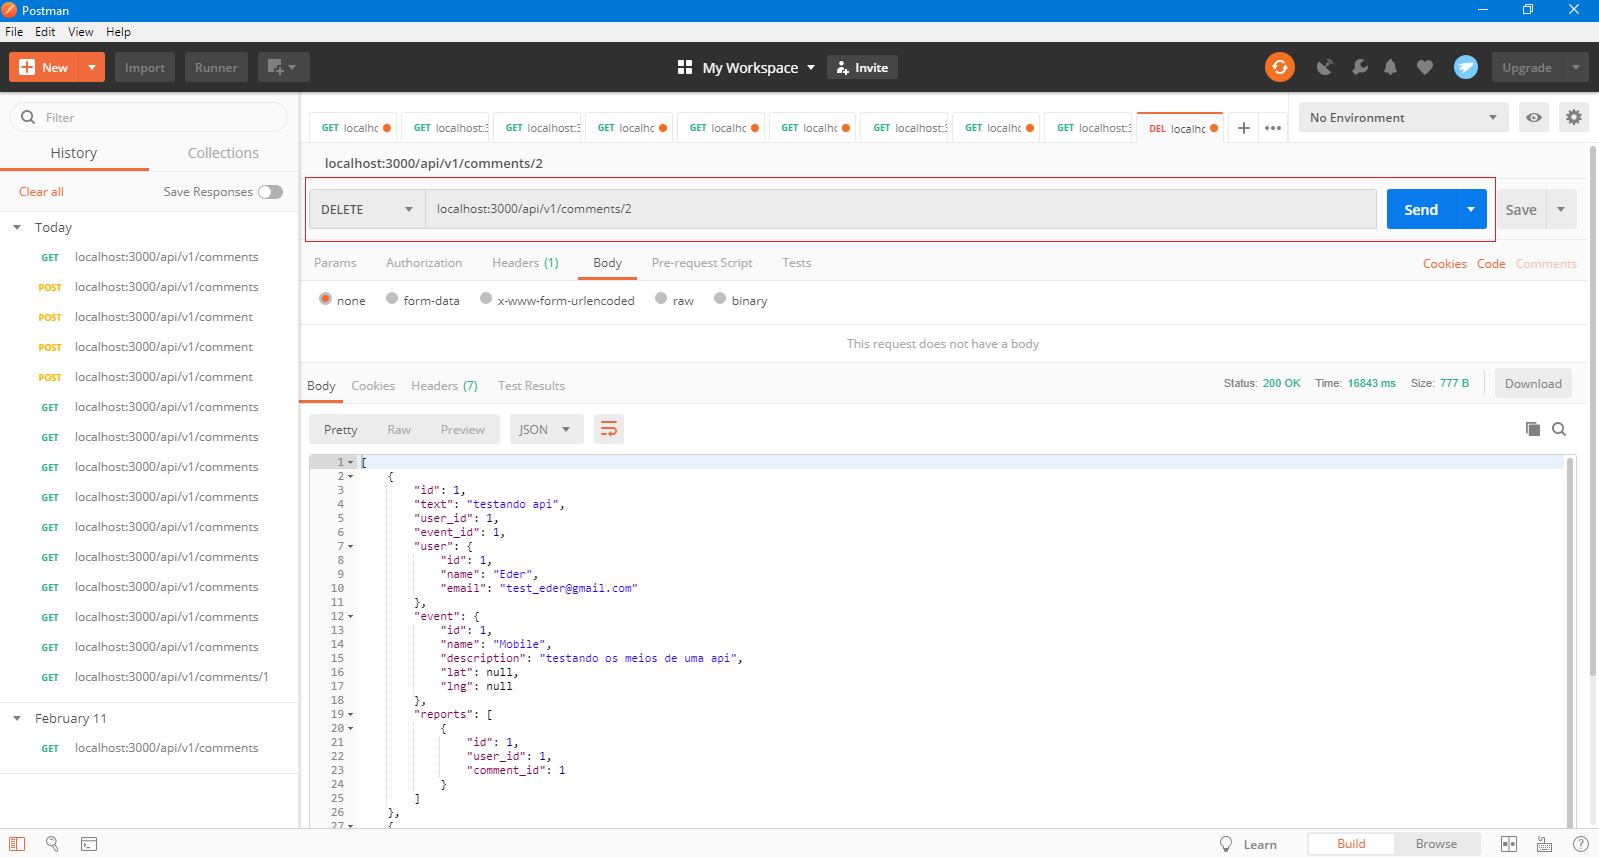 Postman
File Edit View Help
New Import Runner My Workspace Invite Upgrade
Filter
History Collections
Clear all Save Responses
Today
GET localhost:3000/api/v1/comments
POST localhost:3000/api/v1/comments
POST localhost:3000/api/v1/comment
POST localhost:3000/api/v1/comment
POST localhost:3000/api/v1/comment
GET localhost:3000/api/v1/comments
GET localhost:3000/api/v1/comments
GET localhost:3000/api/v1/comments
GET localhost:3000/api/v1/comments
GET localhost:3000/api/v1/comments
GET localhost:3000/api/v1/comments
GET localhost:3000/api/v1/comments
GET localhost:3000/api/v1/comments
GET localhost:3000/api/v1/comments
GET localhost:3000/api/v1/comments/1
February 11
GET localhost:3000/api/v1/comments
GET localhc GET localhost:3 GET localhost:3 GET localhc GET localhc GET localhc GET localhost:3 GET localhc GET localhost:3 DEL localhc + ••• No Environment
localhost:3000/api/v1/comments/2
DELETE localhost:3000/api/v1/comments/2 Send Save
Params Authorization Headers (1) Body Pre-request Script Tests Cookies Code Comments
none form-data x-www-form-urlencoded raw binary
This request does not have a body
Body Cookies Headers (7) Test Results Status: 200 OK Time: 16843 ms Size: 777 B Download
Pretty Raw Preview JSON
1 [
2 {
3 "id": 1,
4 "text": "testando api",
5 "user_id": 1,
6 "event_id": 1,
7 "user": {
8 "id": 1,
9 "name": "Eder",
10 "email": "test_eder@gmail.com"
11 },
12 "event": {
13 "id": 1,
14 "name": "Mobile",
15 "description": "testando os meios de uma api",
16 "lat": null,
17 "lng": null
18 },
19 "reports": [
20 {
21 "id": 1,
22 "user_id": 1,
23 "comment_id": 1
24 }
25 ]
26 },
27 {
Learn Build Browse ?